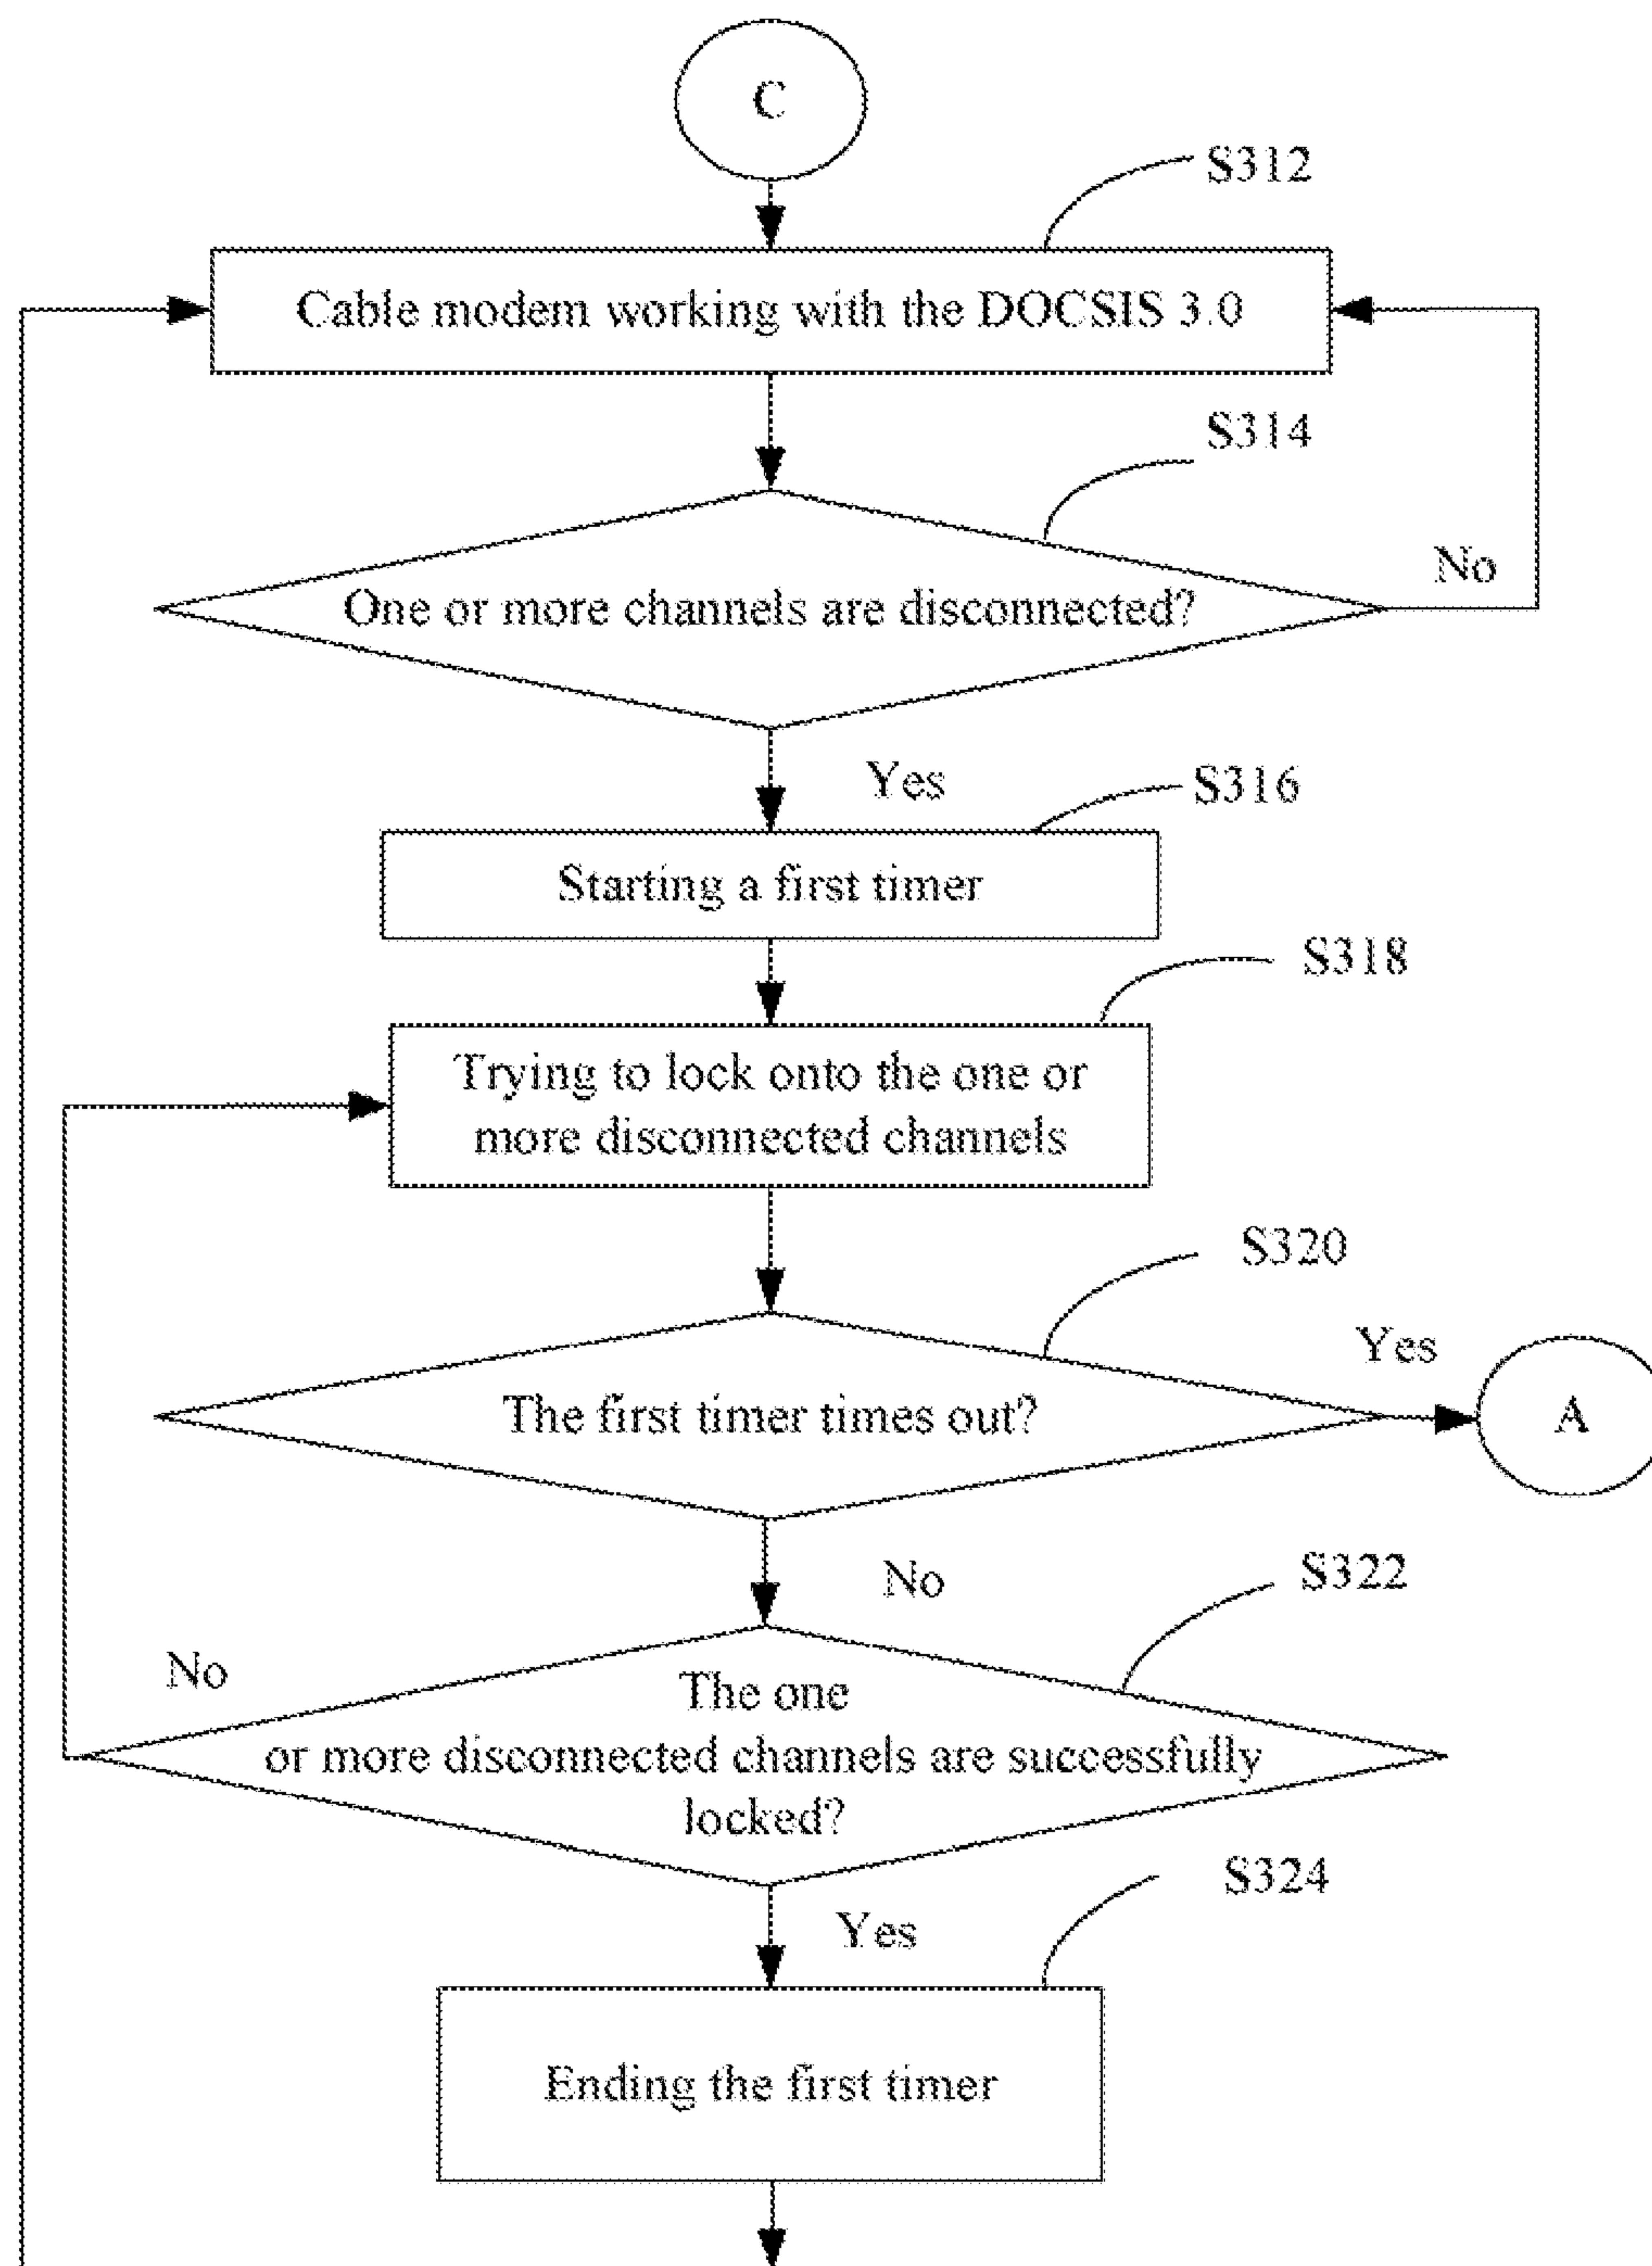 C
S312
Cable modem working with the DOCSIS 3.0
S314
No
One or more channels are disconnected?
Yes
S316
Starting a first timer
S318
Trying to lock onto the one or
more disconnected channels
S320
Yes
The first timer times out?
A
No
S322
No
The one
or more disconnected channels are successfully
locked?
S324
Yes
Ending the first timer